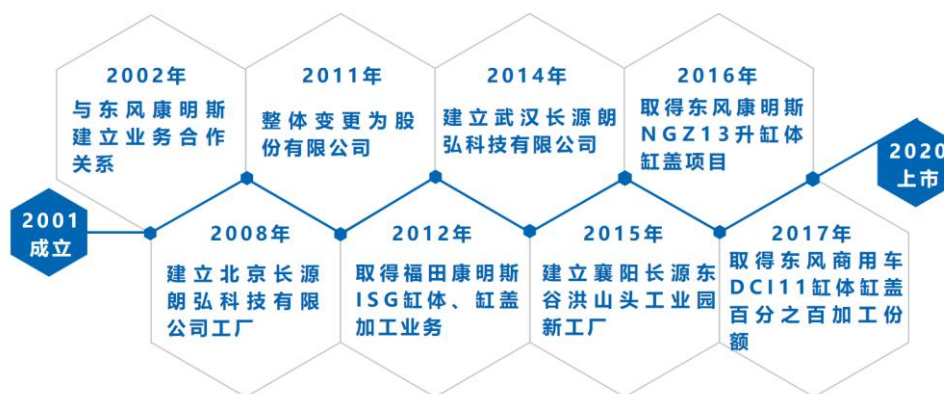 2001
成立
2002年
与东风康明斯
建立业务合作
关系
2008年
建立北京长源
朗弘科技有限
公司工厂
2011年
整体变更为股
份有限公司
2012年
取得福田康明斯
ISG缸体、缸盖
加工业务
2014年
建立武汉长源朗
弘科技有限公司
2015年
建立襄阳长源东
谷洪山头工业园
新工厂
2016年
取得东风康明斯
NGZ13升缸体
缸盖项目
2017年
取得东风商用车
DCI11缸体缸盖
百分之百加工份
额
2020
上市